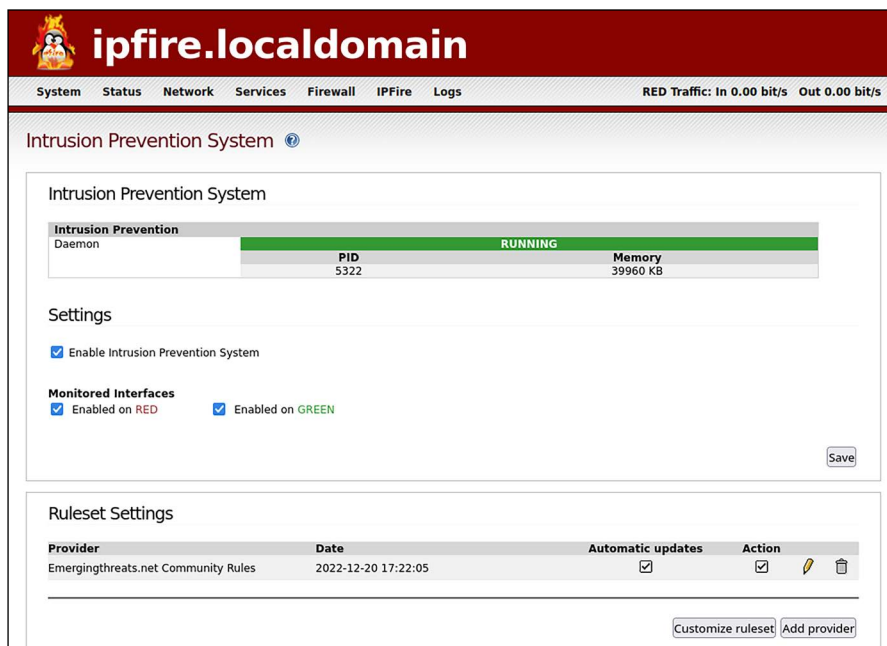 ipfire.localdomain
System Status Network Services Firewall IPFire Logs RED Traffic: In 0.00 bit/s Out 0.00 bit/s
Intrusion Prevention System
Intrusion Prevention System
Intrusion Prevention
Daemon RUNNING
PID Memory
5322 39960 KB
Settings
Enable Intrusion Prevention System
Monitored Interfaces
Enabled on RED Enabled on GREEN
Save
Ruleset Settings
Provider Date Automatic updates Action
Emergingthreats.net Community Rules 2022-12-20 17:22:05
Customize ruleset Add provider